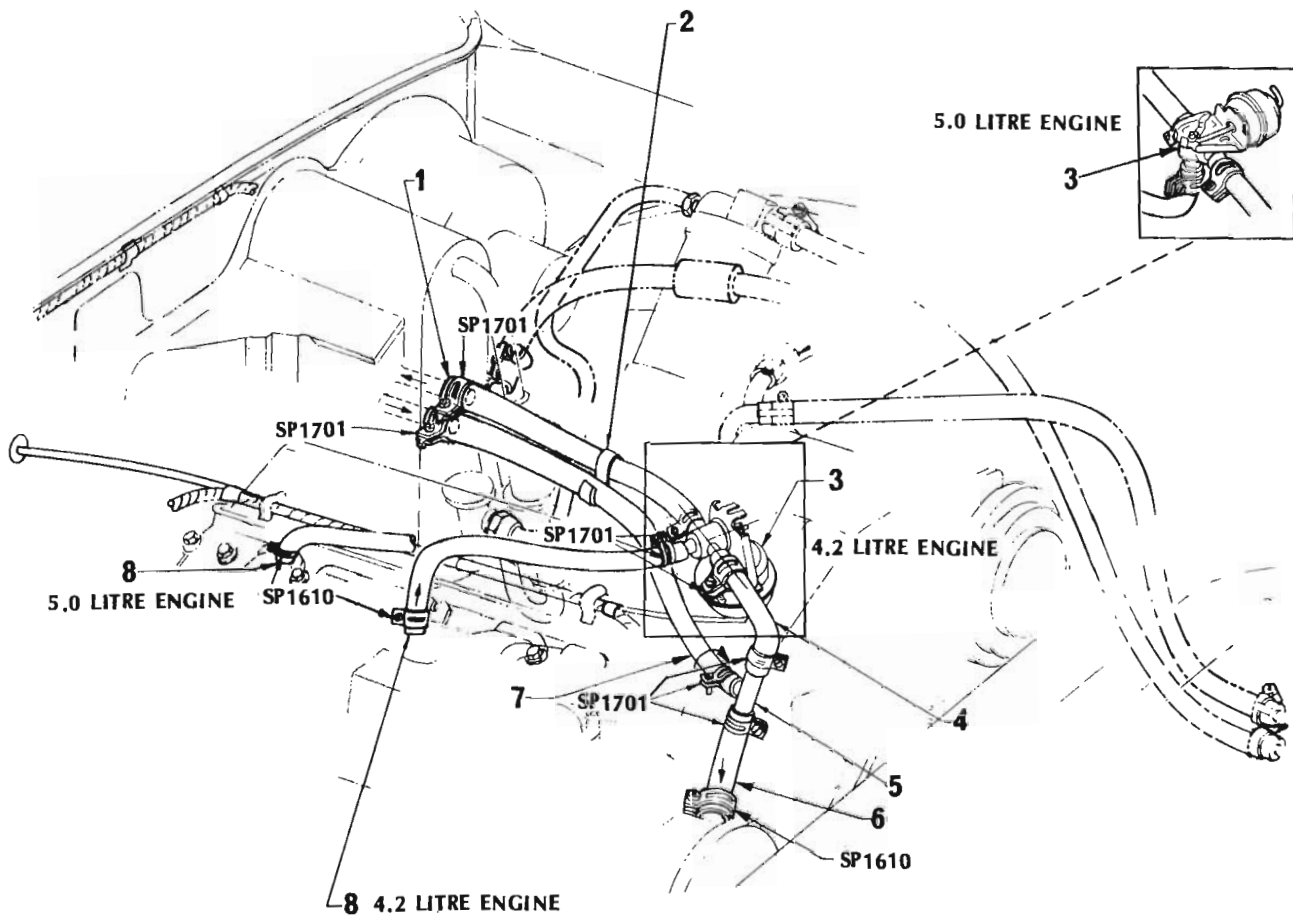 2
5.0 LITRE ENGINE
3
1
SP1701
SP1701
3
SP1701
4.2 LITRE ENGINE
8
5.0 LITRE ENGINE
SP1610
7
SP1701
4
5
6
SP1610
8 4.2 LITRE ENGINE